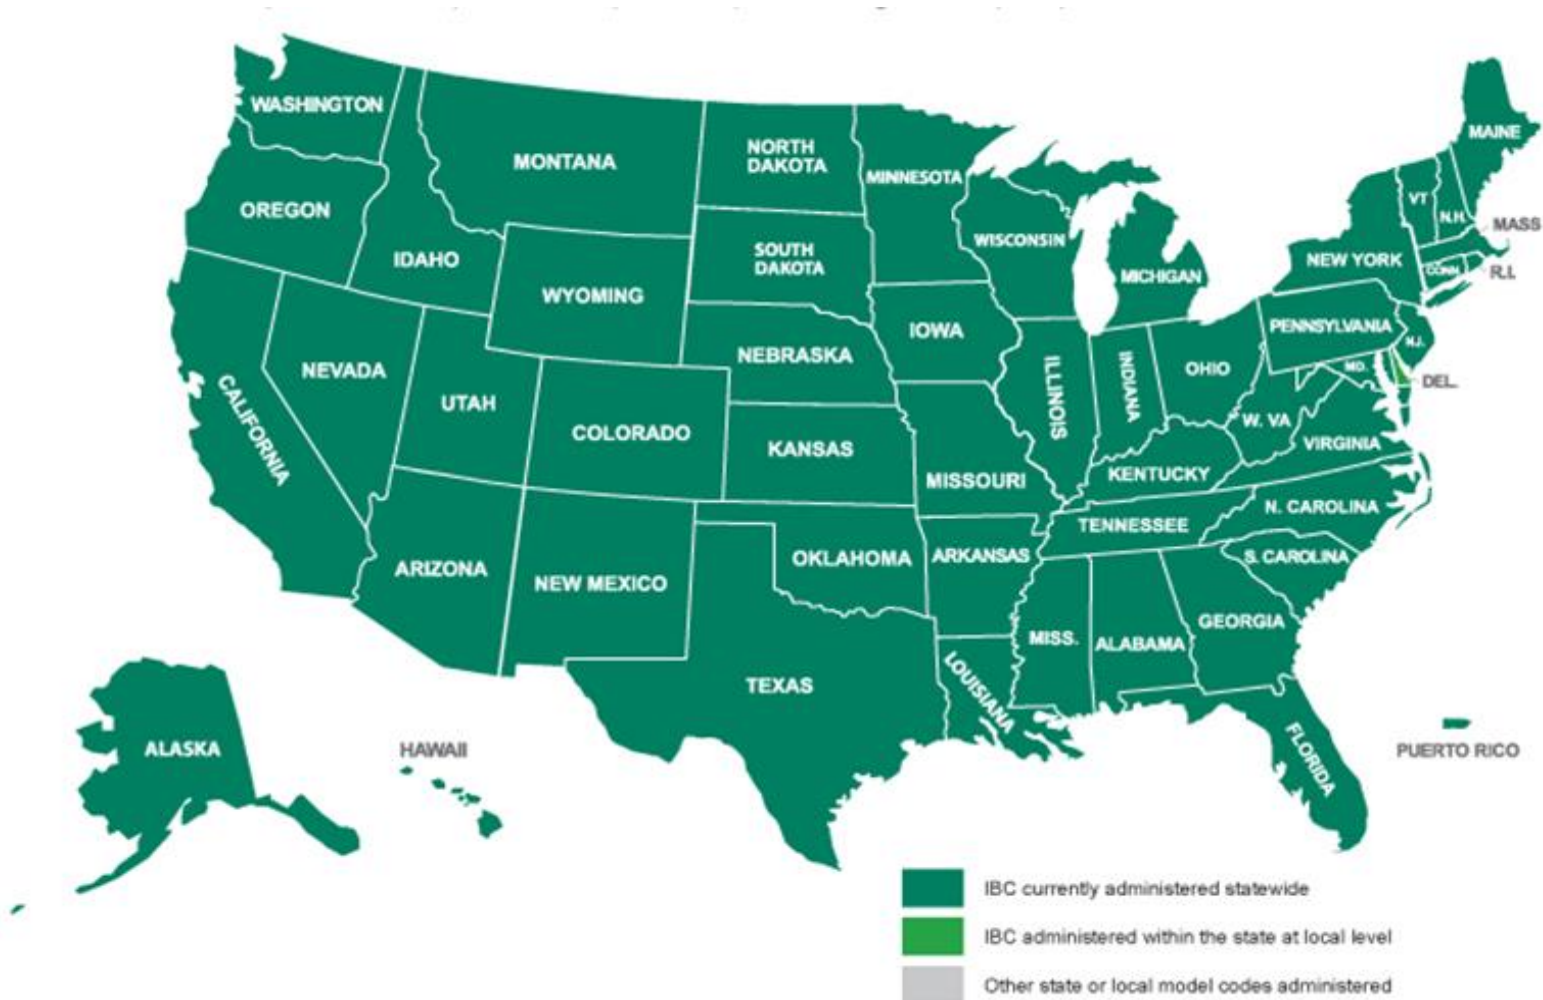 WASHINGTON
OREGON
CALIFORNIA
IDAHO
NEVADA
MONTANA
WYOMING
UTAH
ARIZONA
COLORADO
NEW MEXICO
NORTH
DAKOTA
SOUTH
DAKOTA
NEBRASKA
KANSAS
OKLAHOMA
TEXAS
MINNESOTA
IOWA
MISSOURI
ARKANSAS
LOUISIANA
WISCONSIN
ILLINOIS
MICHIGAN
INDIANA
OHIO
KENTUCKY
TENNESSEE
MISS.
ALABAMA
GEORGIA
FLORIDA
S. CAROLINA
N. CAROLINA
VIRGINIA
W. VA
MD.
DEL.
PENNSYLVANIA
N.J.
NEW YORK
CONN.
R.I.
MASS
VT
N.H.
MAINE
ALASKA
HAWAII
PUERTO RICO
IBC currently administered statewide
IBC administered within the state at local level
Other state or local model codes administered